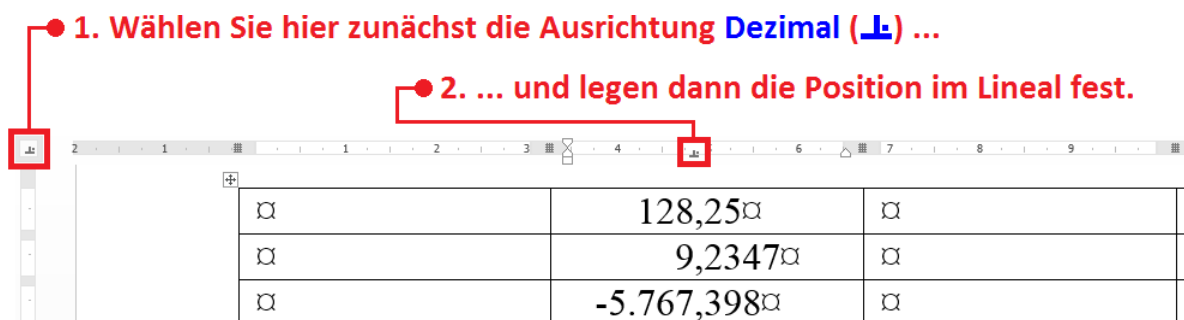 1. Wählen Sie hier zunächst die Ausrichtung Dezimal () ...
2. ... und legen dann die Position im Lineal fest.
2 1 1 2 3 4 5 6 7 8 9
¤ 128,25¤ ¤
¤ 9,2347¤ ¤
¤ -5.767,398¤ ¤